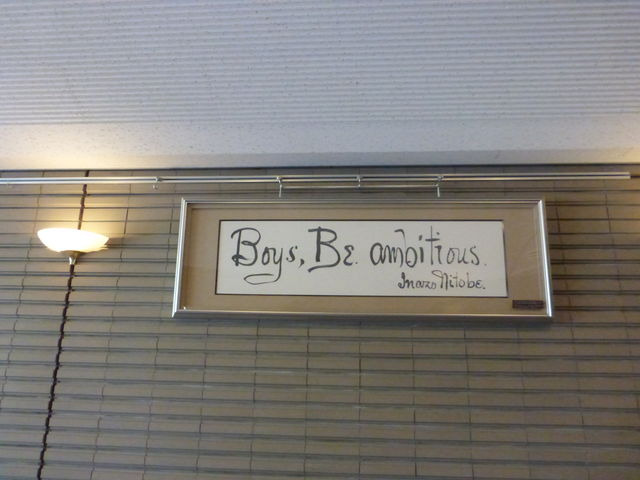 Boys, Be. ambitious.
Inazo Nitobe.